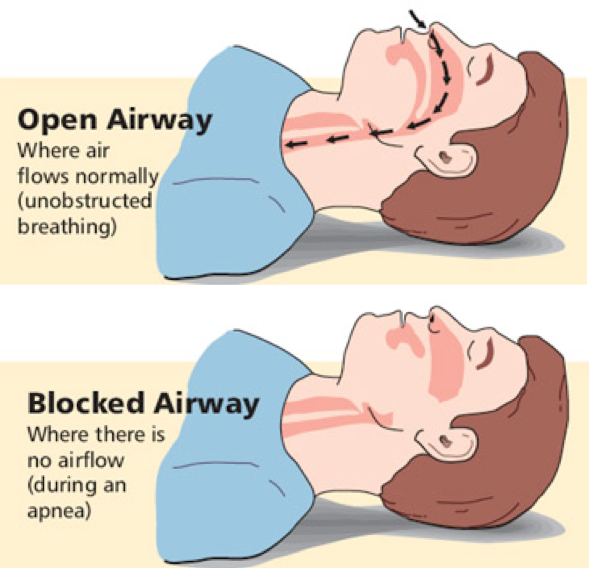 Open Airway
Where air
flows normally
(unobstructed
breathing)
Blocked Airway
Where there is
no airflow
(during an
apnea)